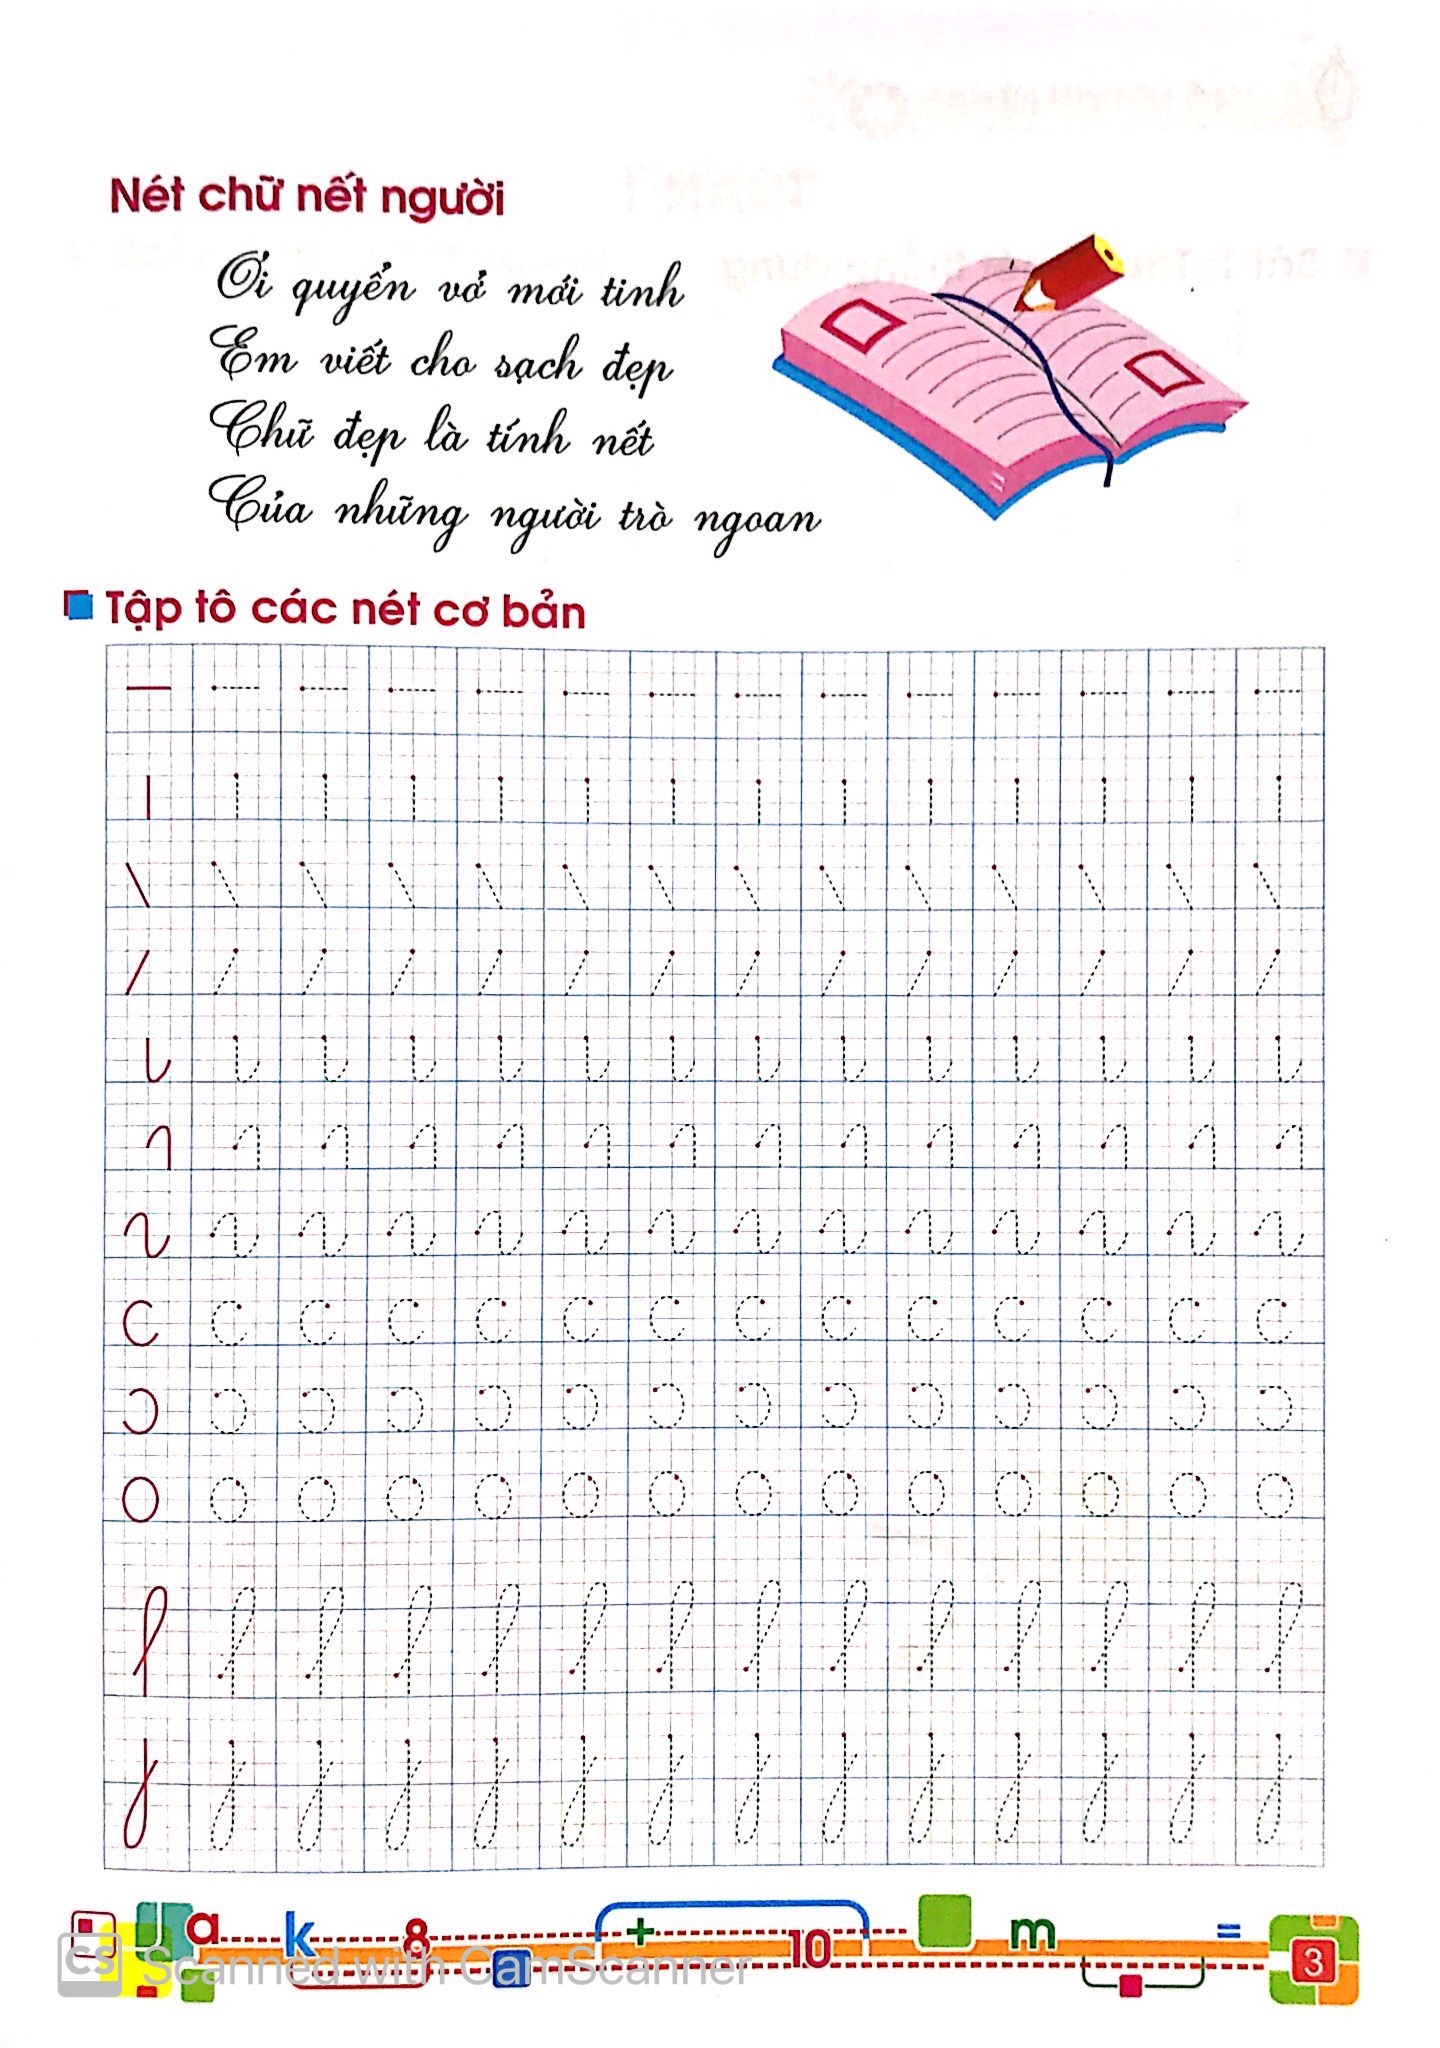 Nét chữ nết người
Ơi quyển vở mới tinh
Em viết cho sạch đẹp
Chữ đẹp là tính nết
Của những người trò ngoan
Tập tô các nét cơ bản
a k 8 + 10 m = 3
CS Scanned with CamScanner